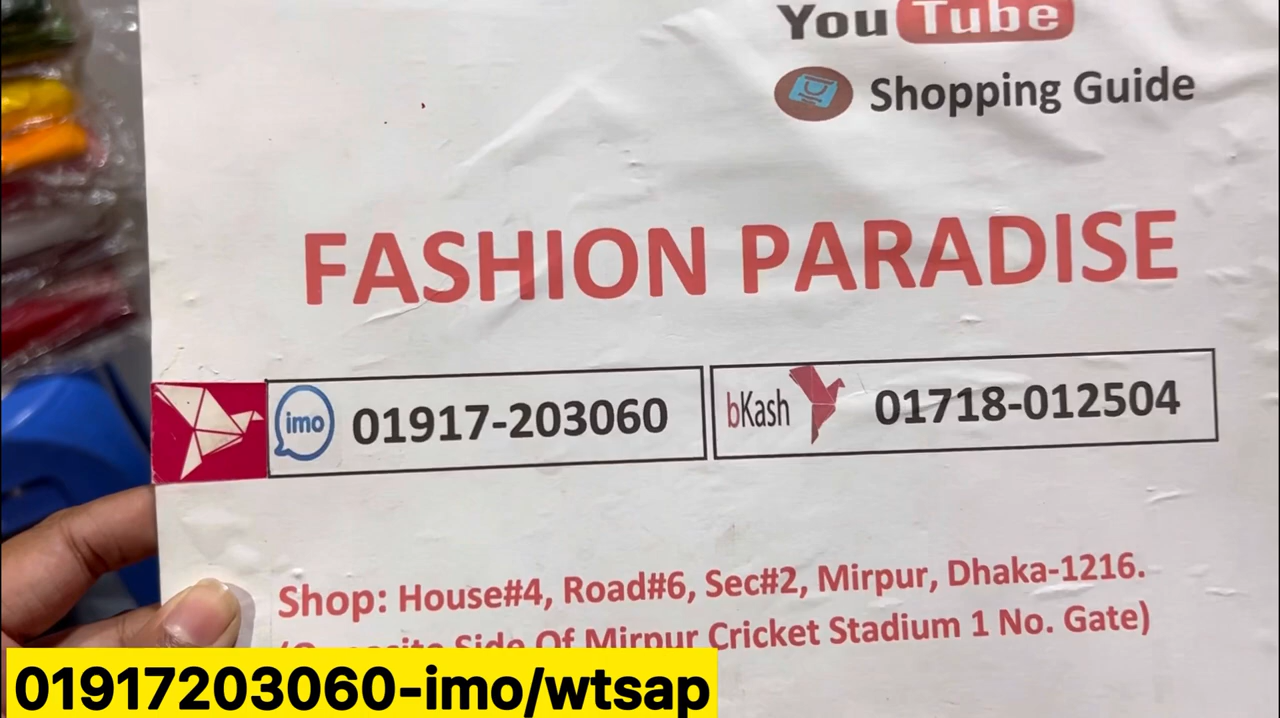 YouTube
Shopping Guide
FASHION PARADISE
imo 01917-203060 bKash 01718-012504
Shop: House#4, Road#6, Sec#2, Mirpur, Dhaka-1216.
(Opposite Side Of Mirpur Cricket Stadium 1 No. Gate)
01917203060-imo/wtsap